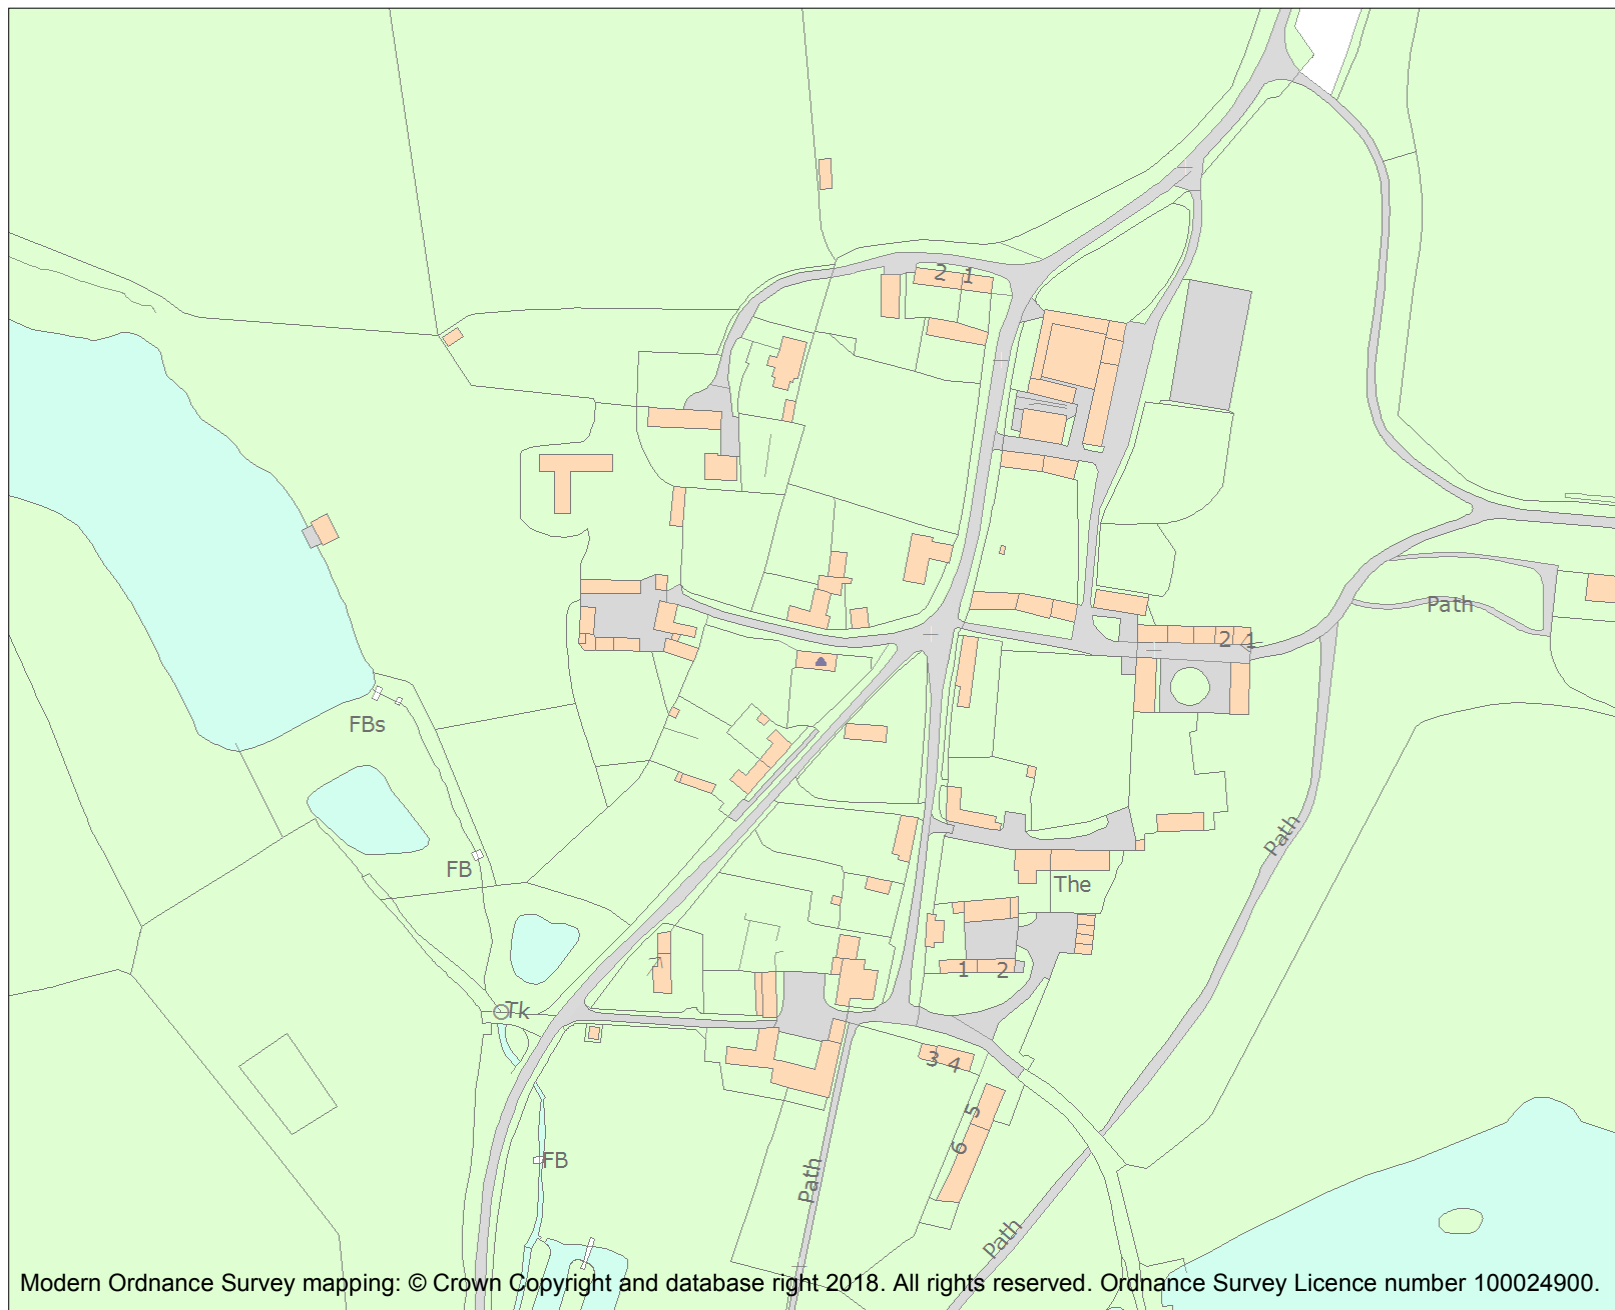 2 1
Path
2 1
FBs
Path
FB
The
1 2
Tk
3 4
5
6
FB
Path
Path
Modern Ordnance Survey mapping: © Crown Copyright and database right 2018. All rights reserved. Ordnance Survey Licence number 100024900.